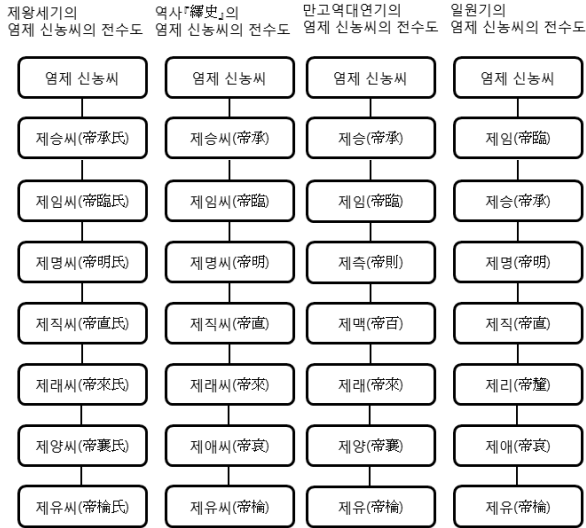 제왕세기의
염제 신농씨의 전수도
염제 신농씨
제승씨(帝承氏)
제임씨(帝臨氏)
제명씨(帝明氏)
제직씨(帝直氏)
제래씨(帝來氏)
제양씨(帝襄氏)
제유씨(帝楡氏)
역사『繹史』의
염제 신농씨의 전수도
염제 신농씨
제승씨(帝承)
제임씨(帝臨)
제명씨(帝明)
제직씨(帝直)
제래씨(帝來)
제애씨(帝哀)
제유씨(帝楡)
만고역대연기의
염제 신농씨의 전수도
염제 신농씨
제승(帝承)
제임(帝臨)
제측(帝則)
제맥(帝百)
제래(帝來)
제양(帝襄)
제유(帝楡)
일원기의
염제 신농씨의 전수도
염제 신농씨
제임(帝臨)
제승(帝承)
제명(帝明)
제직(帝直)
제리(帝釐)
제애(帝哀)
제유(帝楡)